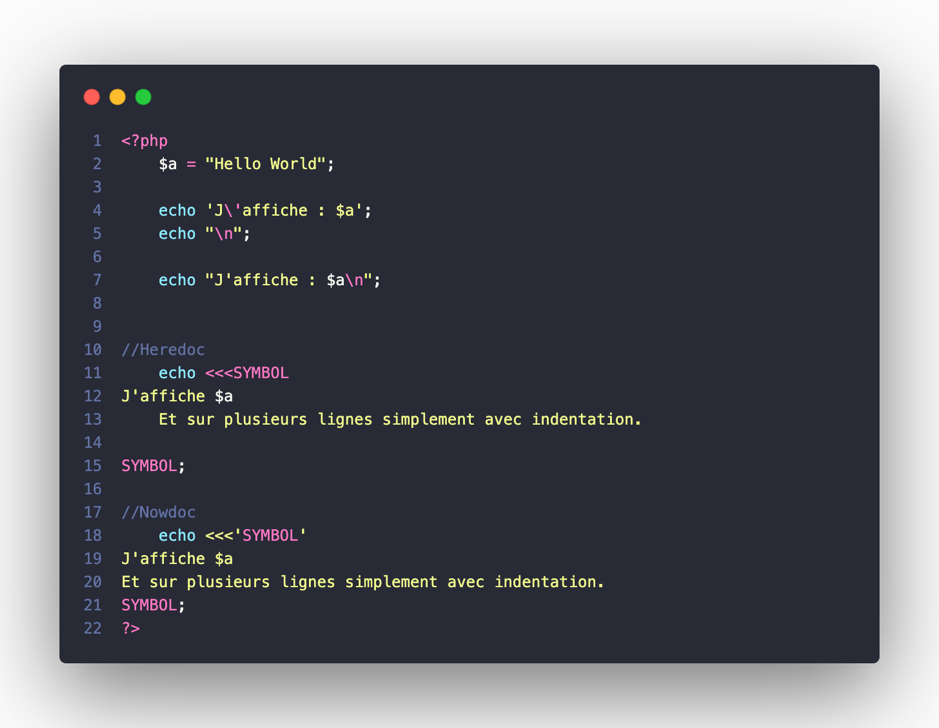 1 <?php
2     $a = "Hello World";
3
4     echo 'J\'affiche : $a';
5     echo "\n";
6
7     echo "J'affiche : $a\n";
8
9
10 //Heredoc
11     echo <<<SYMBOL
12 J'affiche $a
13     Et sur plusieurs lignes simplement avec indentation.
14
15 SYMBOL;
16
17 //Nowdoc
18     echo <<<'SYMBOL'
19 J'affiche $a
20 Et sur plusieurs lignes simplement avec indentation.
21 SYMBOL;
22 ?>